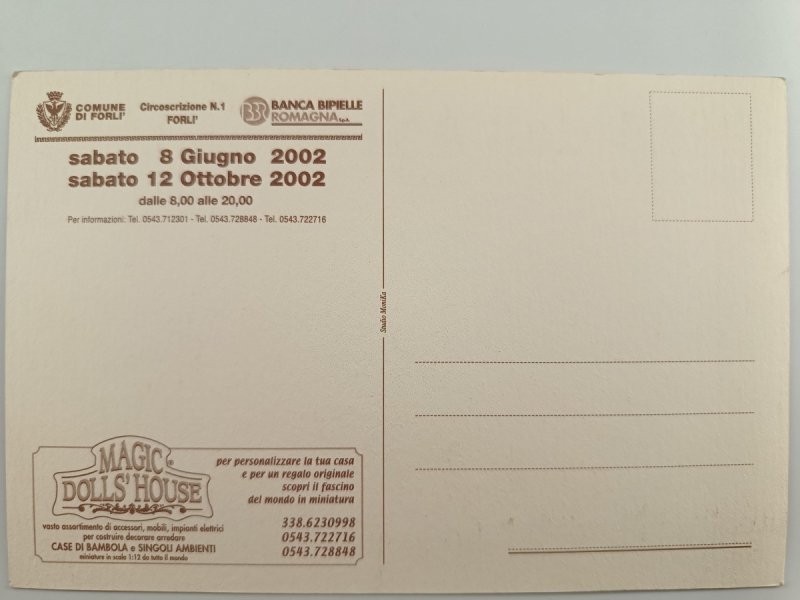 COMUNE
DI FORLI'
Circoscrizione N.1
FORLI'
BBR BANCA BIPIELLE
ROMAGNA S.p.A.
sabato 8 Giugno 2002
sabato 12 Ottobre 2002
dalle 8,00 alle 20,00
Per informazioni: Tel. 0543.712301 - Tel. 0543.728848 - Tel. 0543.722716
Studio MoniKa
MAGIC®
DOLLS' HOUSE
vasto assortimento di accessori, mobili, impianti elettrici
per costruire decorare arredare
CASE DI BAMBOLA e SINGOLI AMBIENTI
miniature in scala 1:12 da tutto il mondo
per personalizzare la tua casa
e per un regalo originale
scopri il fascino
del mondo in miniatura
338.6230998
0543.722716
0543.728848